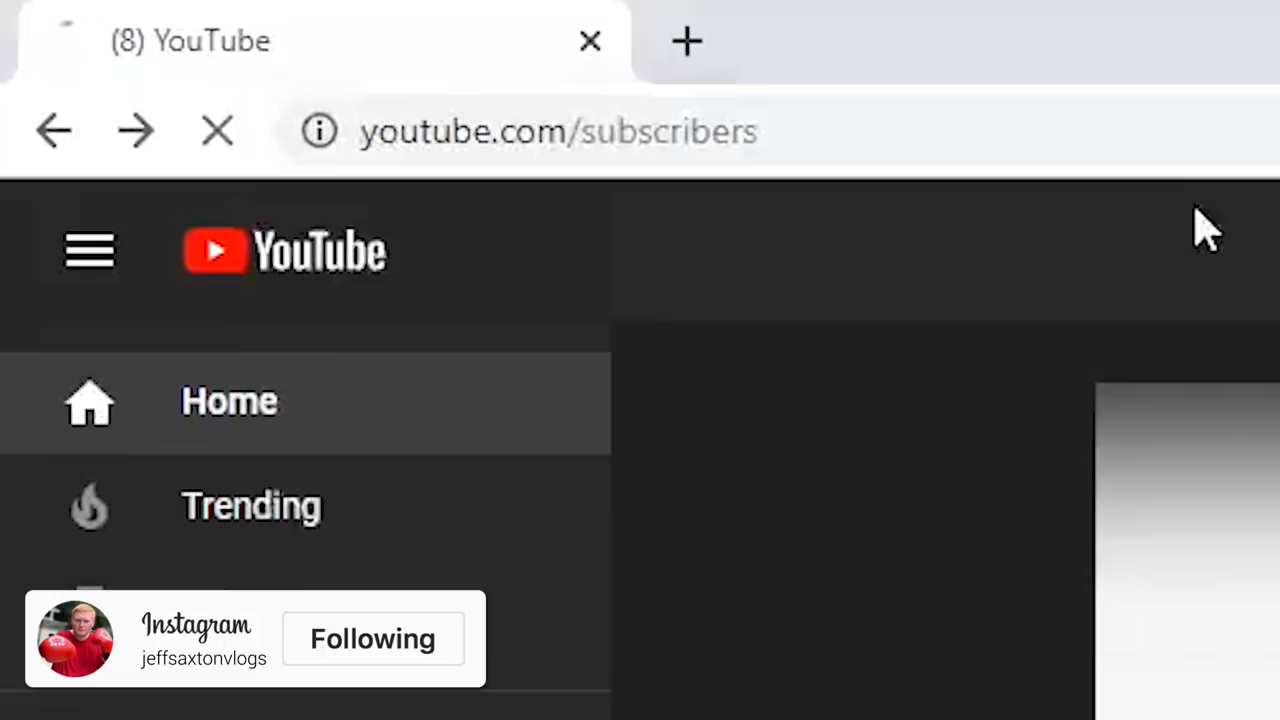 (8) YouTube
youtube.com/subscribers
YouTube
Home
Trending
Instagram
Following
jeffsaxtonvlogs